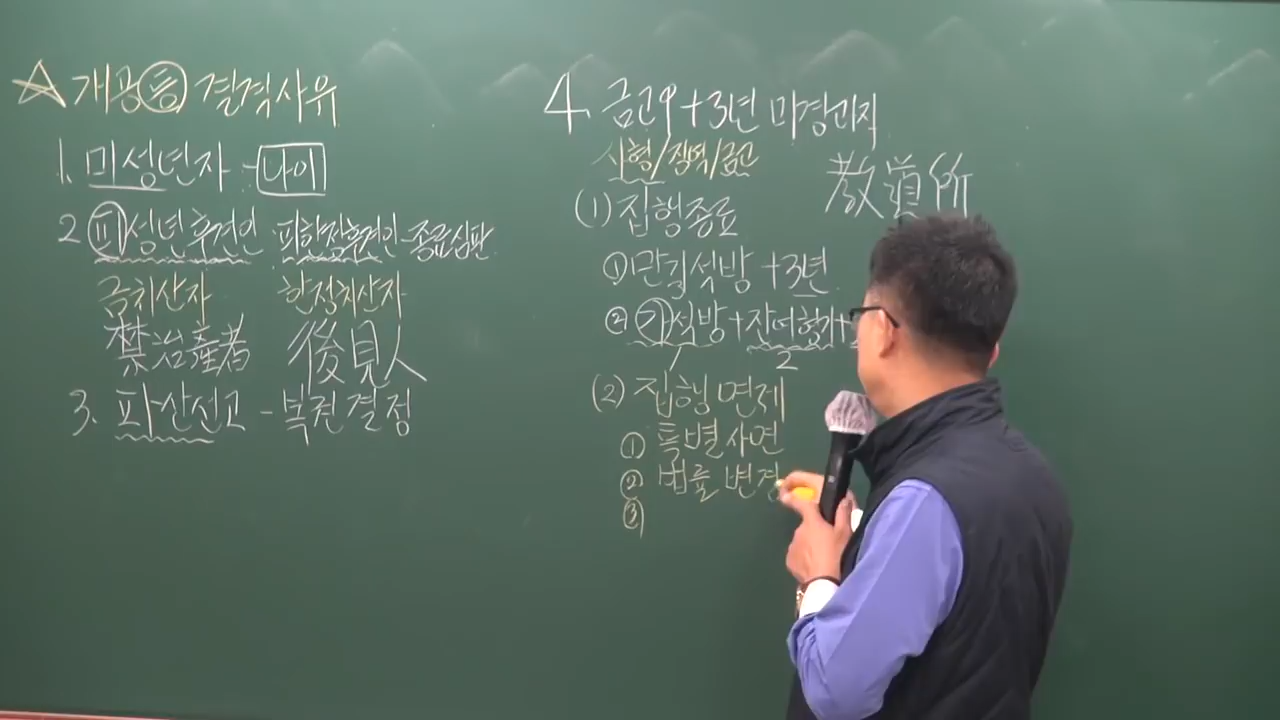 ☆ 개공(등) 결격사유
1. 미성년자 - 나이
2. 피성년후견인 · 피한정후견인 - 종료심판
금치산자 한정치산자
禁治産者 後見人
3. 파산선고 - 복권결정
4. 금고↑ + 3년 미경과자
사형/징역/금고
教道所
(1) 집행종료
① 만기석방 + 3년
② 가석방 + 잔여형기 +
1 2
(2) 집행면제
① 특별사면
② 법률 변경
③